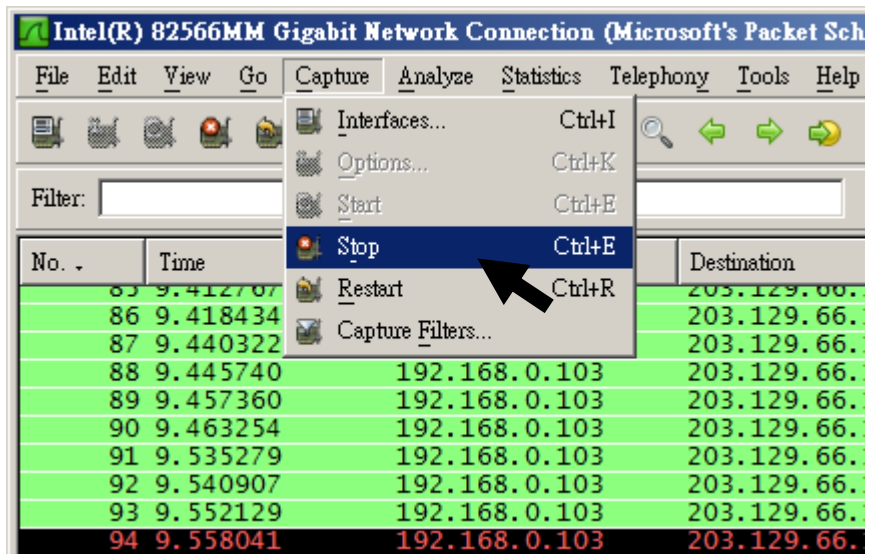 Intel(R) 82566MM Gigabit Network Connection (Microsoft's Packet Sch
File Edit View Go Capture Analyze Statistics Telephony Tools Help
Interfaces... Ctrl+I
Options... Ctrl+K
Filter:
Start Ctrl+E
Stop Ctrl+E
No. . Time Destination
Restart Ctrl+R
85 9.412767 203.129.66.
86 9.418434 203.129.66.
Capture Filters...
87 9.440322 203.129.66.
88 9.445740 192.168.0.103 203.129.66.
89 9.457360 192.168.0.103 203.129.66.
90 9.463254 192.168.0.103 203.129.66.
91 9.535279 192.168.0.103 203.129.66.
92 9.540907 192.168.0.103 203.129.66.
93 9.552129 192.168.0.103 203.129.66.
94 9.558041 192.168.0.103 203.129.66.